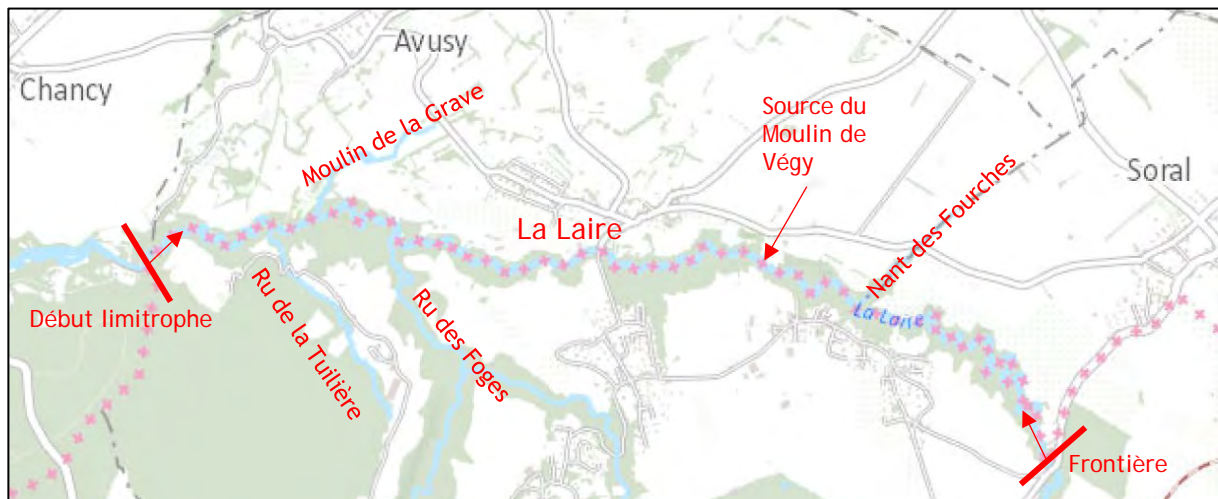 Avusy
Chancy
Moulin de la Grave
Source du
Moulin de
Végy
Soral
Nant des Fourches
La Laire
Début limitrophe
Ru de la Tuilière
Ru des Foges
La Laire
Frontière